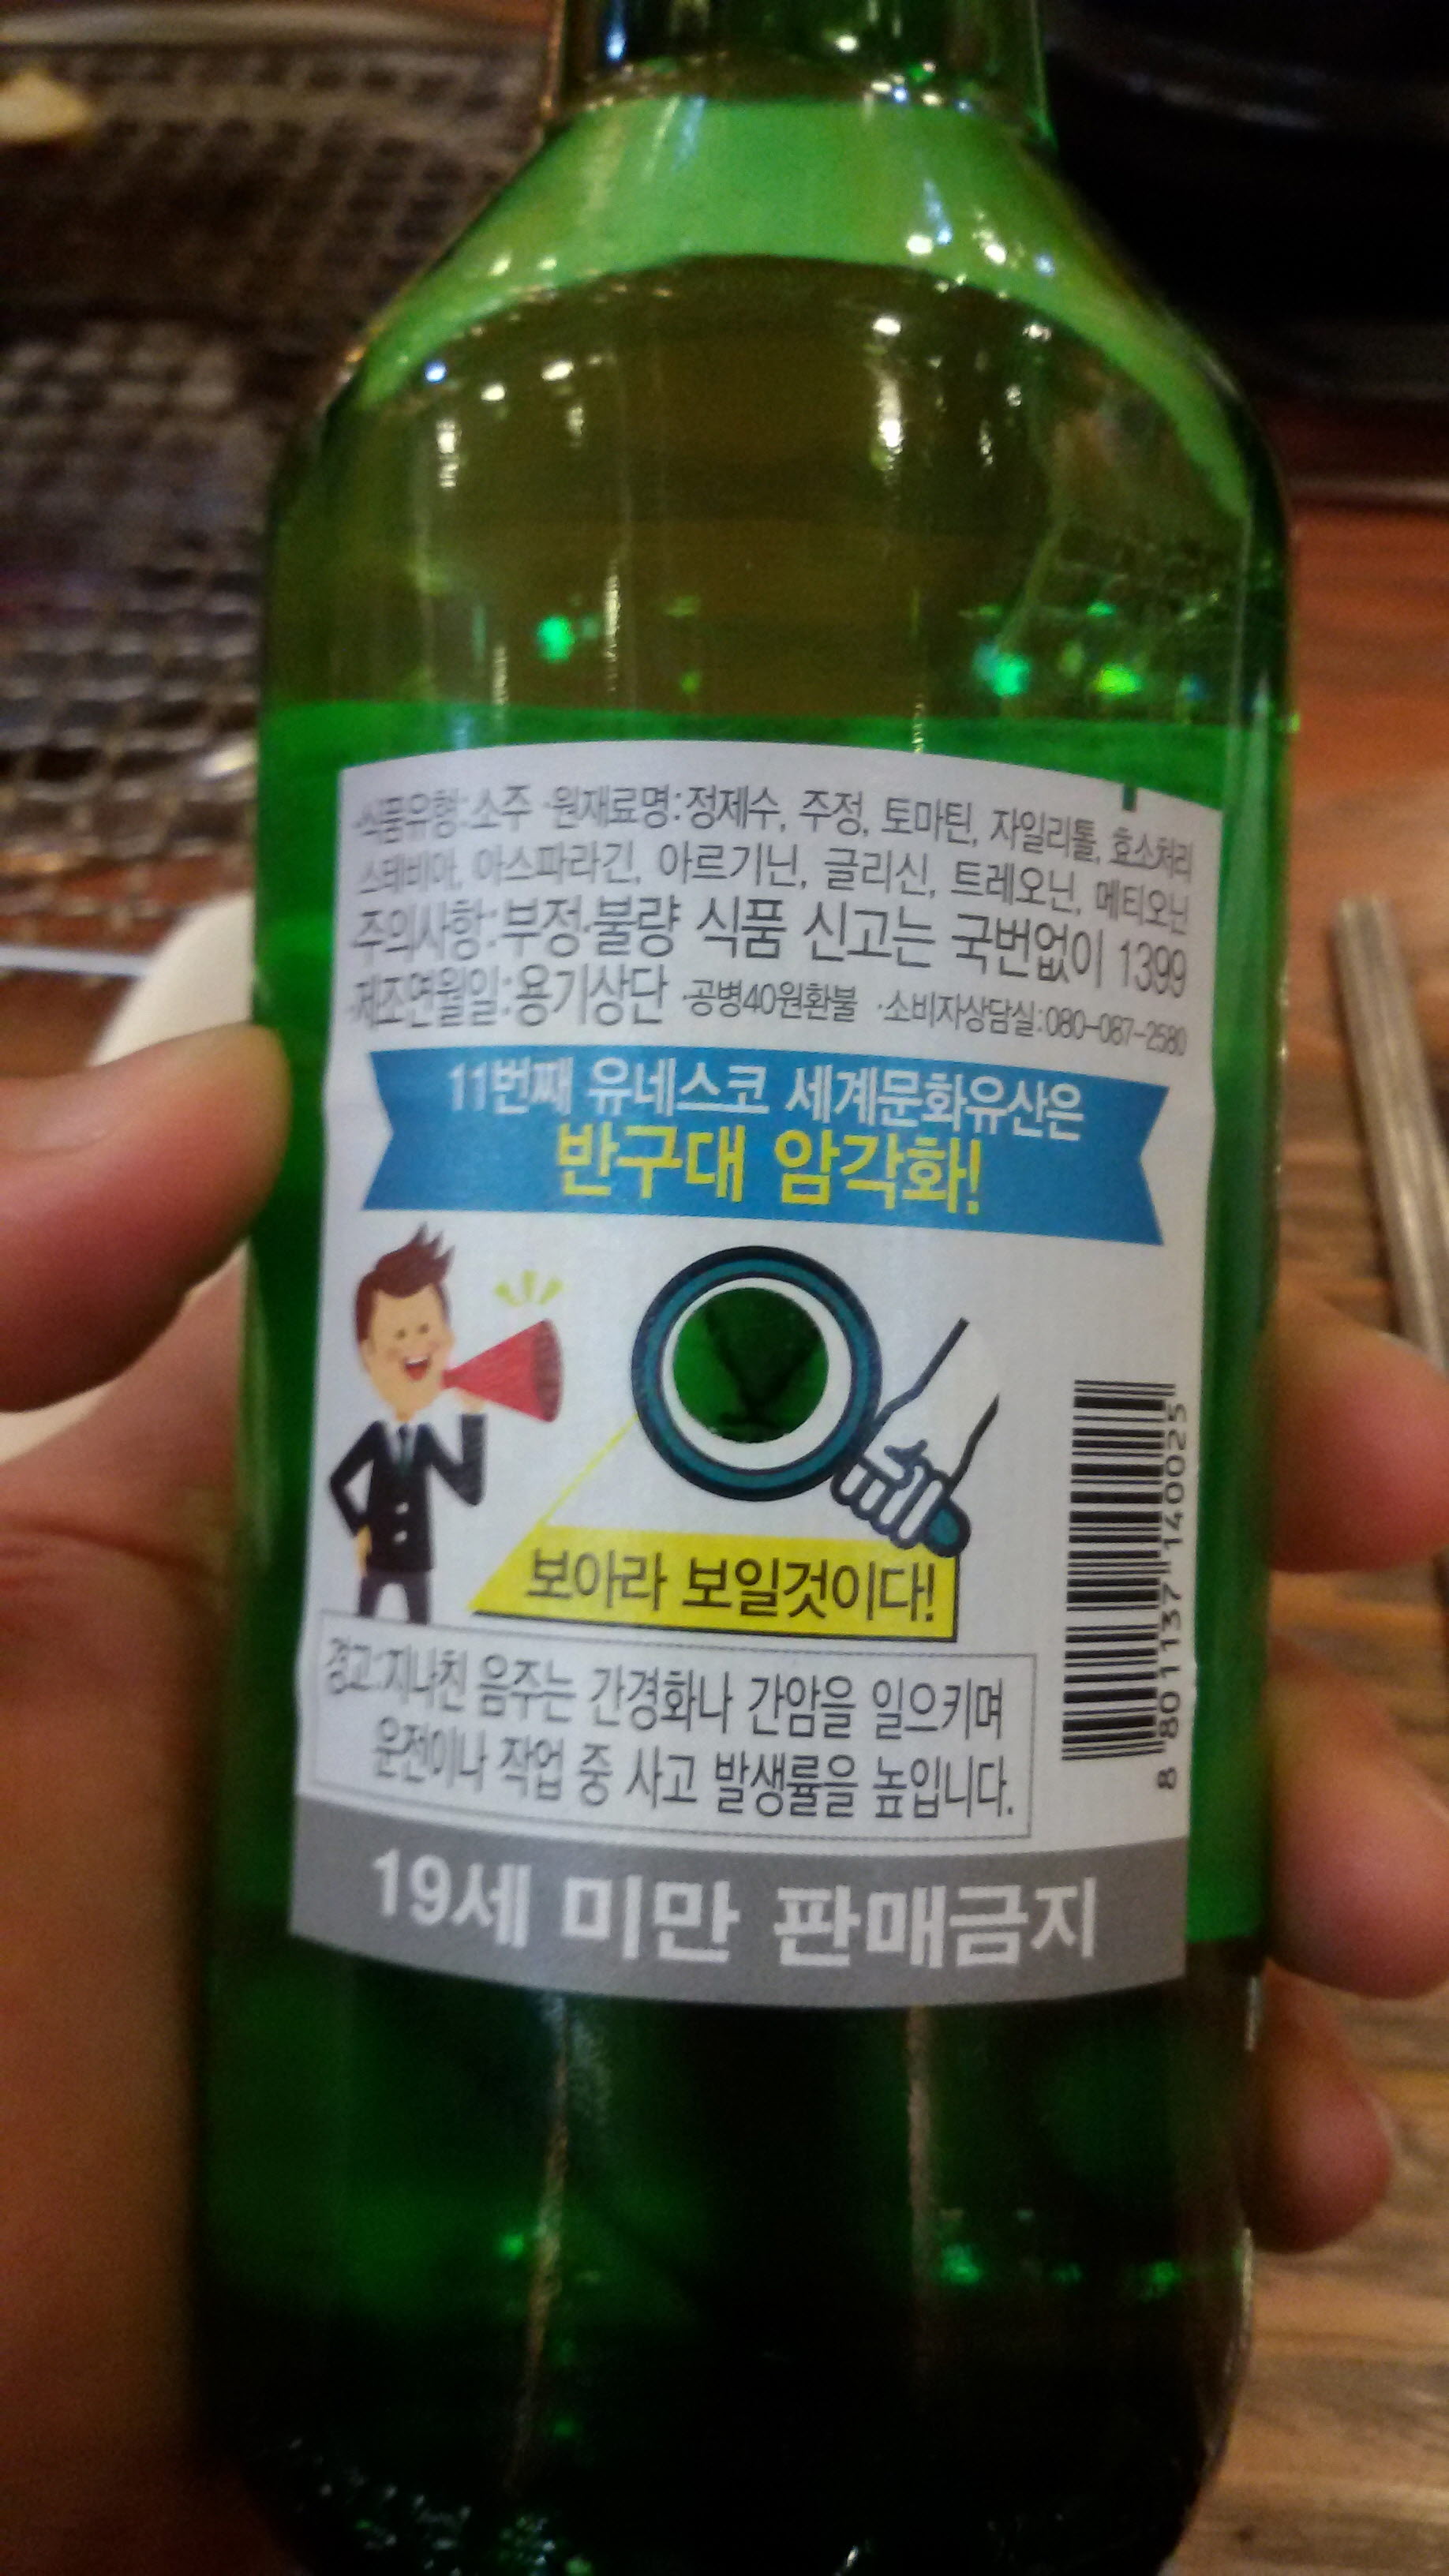 ·식품유형:소주 ·원재료명:정제수, 주정, 토마틴, 자일리톨, 효소처리
스테비아, 아스파라긴, 아르기닌, 글리신, 트레오닌, 메티오닌
주의사항:부정·불량 식품 신고는 국번없이 1399
·제조연월일:용기상단 ·공병40원환불 ·소비자상담실:080-087-2580
11번째 유네스코 세계문화유산은
반구대 암각화!
보아라 보일것이다!
8 801137 140025
경고:지나친 음주는 간경화나 간암을 일으키며
운전이나 작업 중 사고 발생률을 높입니다.
19세 미만 판매금지